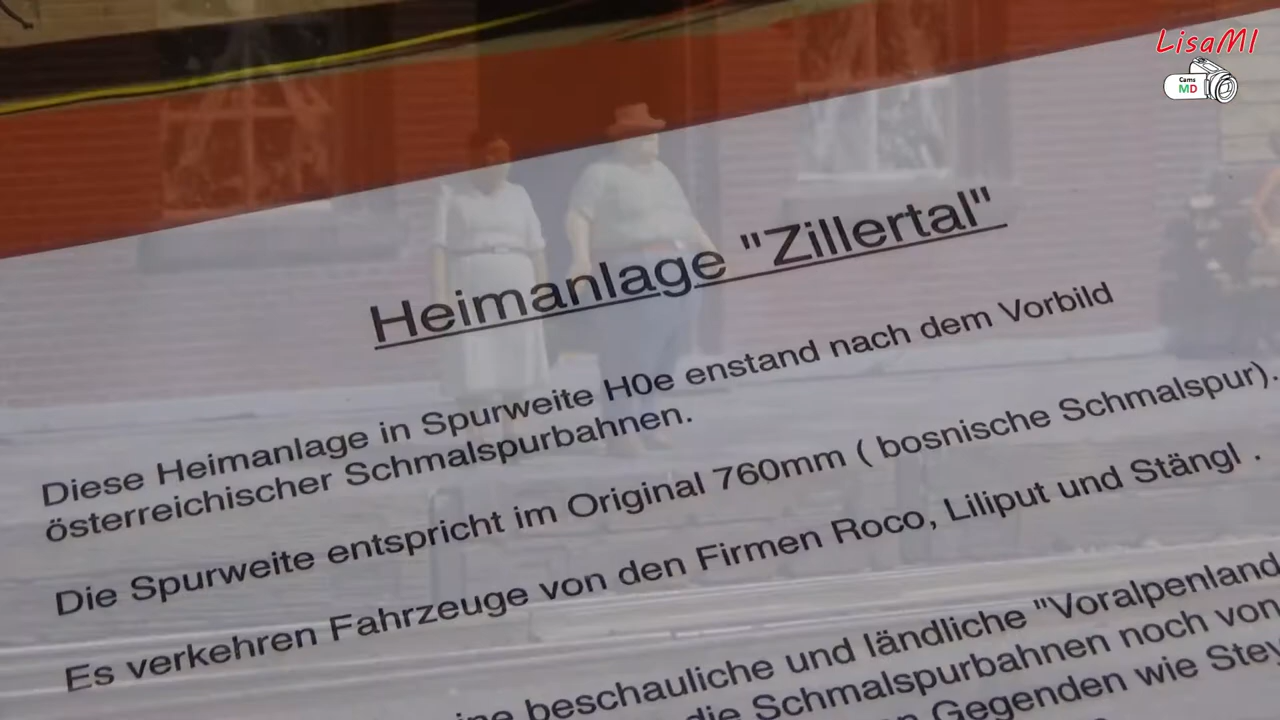 LisaMI
Cams
MD
Heimanlage "Zillertal"
Diese Heimanlage in Spurweite H0e enstand nach dem Vorbild
österreichischer Schmalspurbahnen.
Die Spurweite entspricht im Original 760mm ( bosnische Schmalspur).
Es verkehren Fahrzeuge von den Firmen Roco, Liliput und Stängl .
beschauliche und ländliche "Voralpenland
die Schmalspurbahnen noch von
Gegenden wie